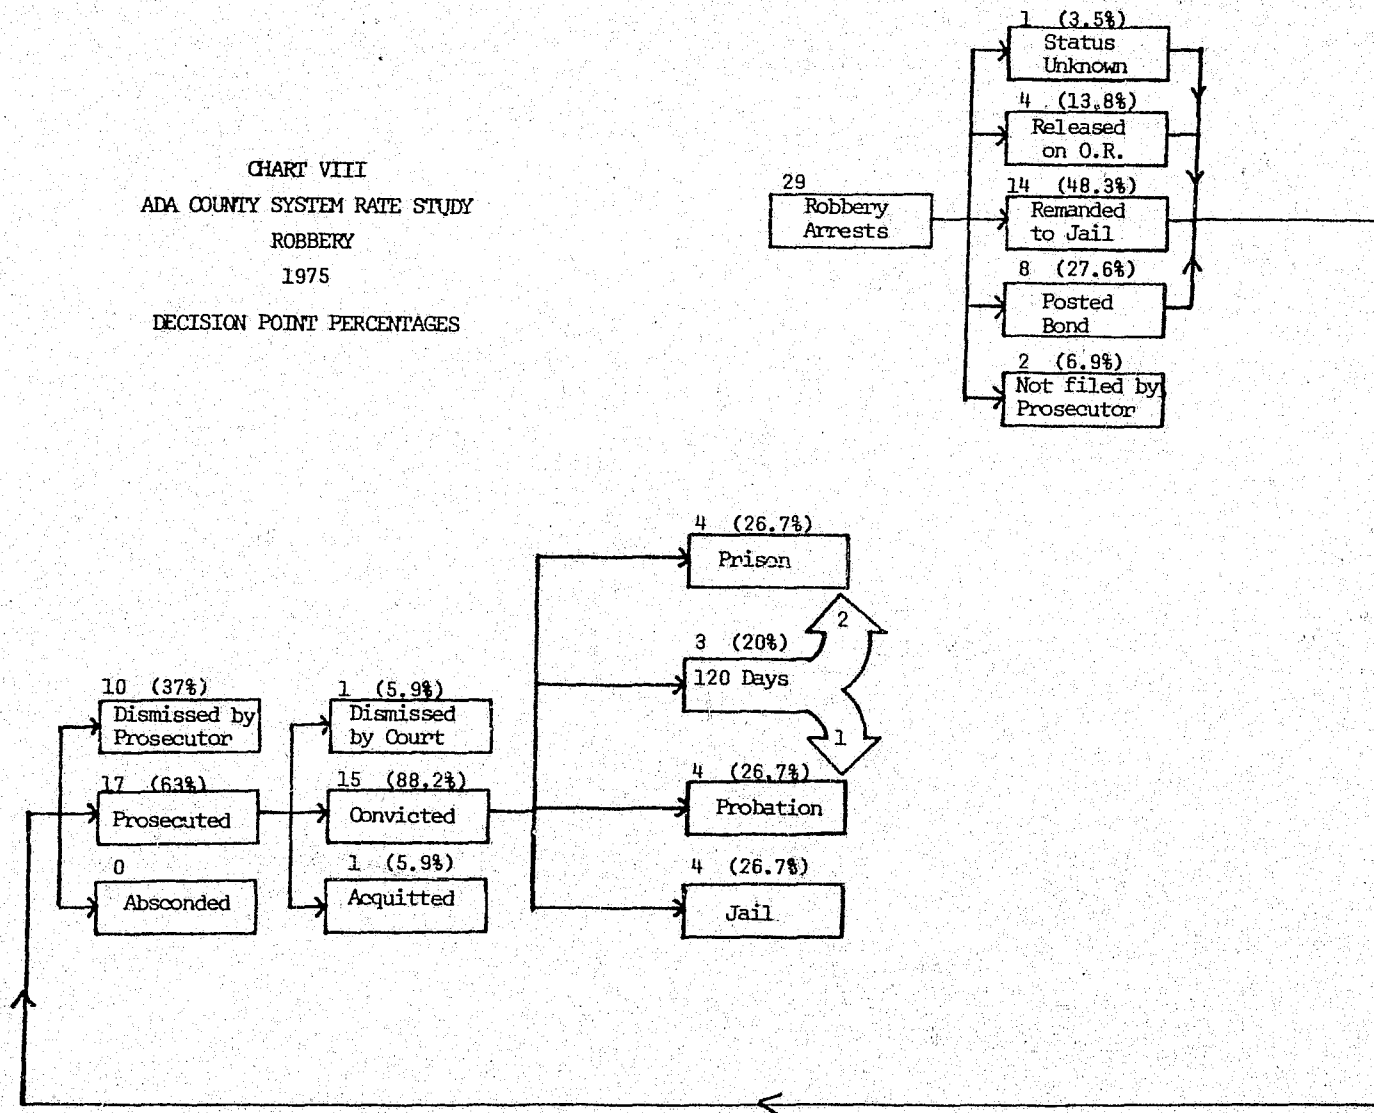 CHART VIII
ADA COUNTY SYSTEM RATE STUDY
ROBBERY
1975
DECISION POINT PERCENTAGES
29
Robbery
Arrests
1 (3.5%)
Status
Unknown
4 (13.8%)
Released
on O.R.
14 (48.3%)
Remanded
to Jail
8 (27.6%)
Posted
Bond
2 (6.9%)
Not filed by
Prosecutor
10 (37%)
Dismissed by
Prosecutor
17 (63%)
Prosecuted
0
Absconded
1 (5.9%)
Dismissed
by Court
15 (88.2%)
Convicted
1 (5.9%)
Acquitted
4 (26.7%)
Prison
2
3 (20%)
120 Days
1
4 (26.7%)
Probation
4 (26.7%)
Jail